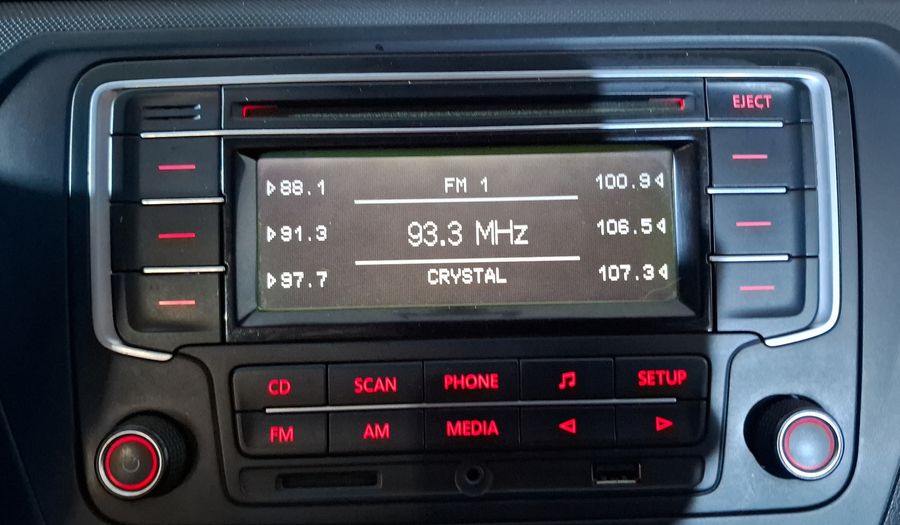 EJECT
88.1 FM 1 100.9
91.3 93.3 MHz 106.5
97.7 CRYSTAL 107.3
CD SCAN PHONE SETUP
FM AM MEDIA